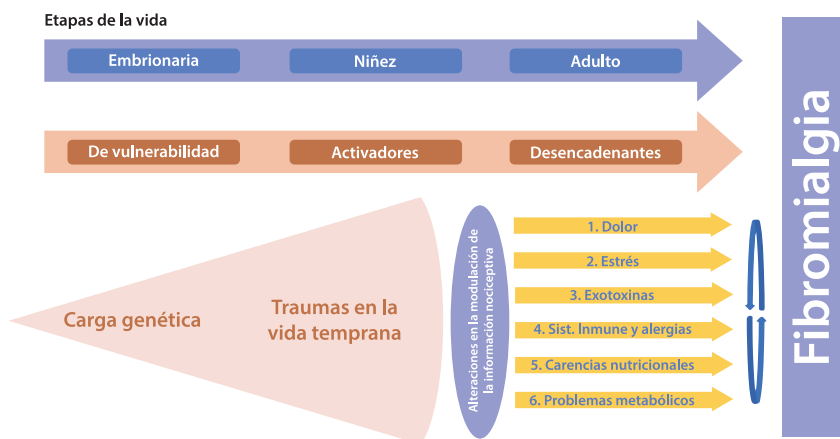 Etapas de la vida
Embrionaria
Niñez
Adulto
De vulnerabilidad
Activadores
Desencadenantes
Carga genética
Traumas en la
vida temprana
Alteraciones en la modulación de
la información nociceptiva
1. Dolor
2. Estrés
3. Exotoxinas
4. Sist. Inmune y alergias
5. Carencias nutricionales
6. Problemas metabólicos
Fibromialgia